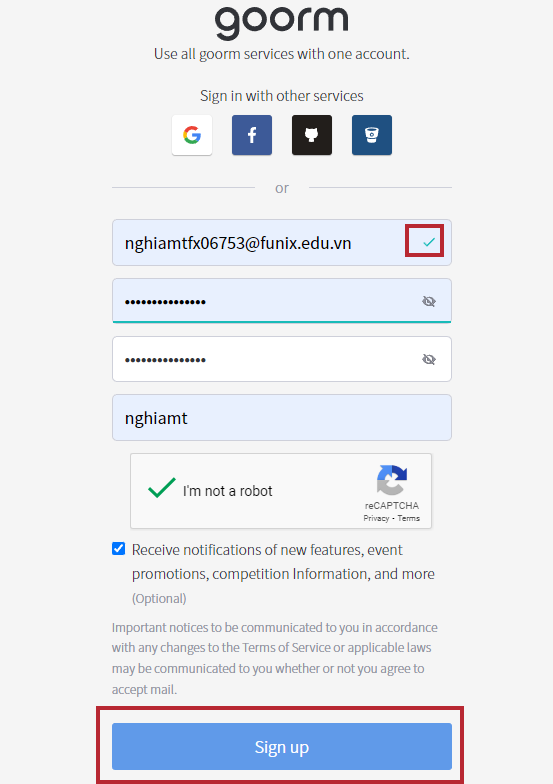 goorm
Use all goorm services with one account.
Sign in with other services
or
nghiamtfx06753@funix.edu.vn
•••••••••••••••
•••••••••••••••
nghiamt
I'm not a robot
reCAPTCHA
Privacy - Terms
Receive notifications of new features, event
promotions, competition Information, and more
(Optional)
Important notices to be communicated to you in accordance
with any changes to the Terms of Service or applicable laws
may be communicated to you whether or not you agree to
accept mail.
Sign up